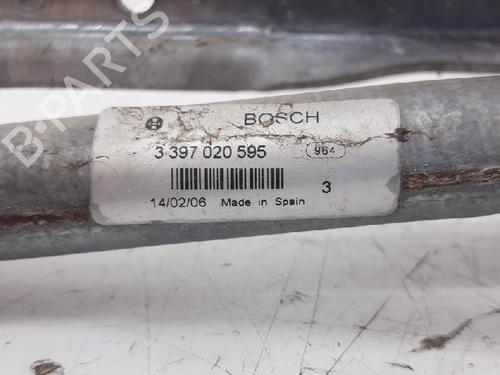 BOSCH
3 397 020 595
964
3
14/02/06 Made in Spain
B-PARTS